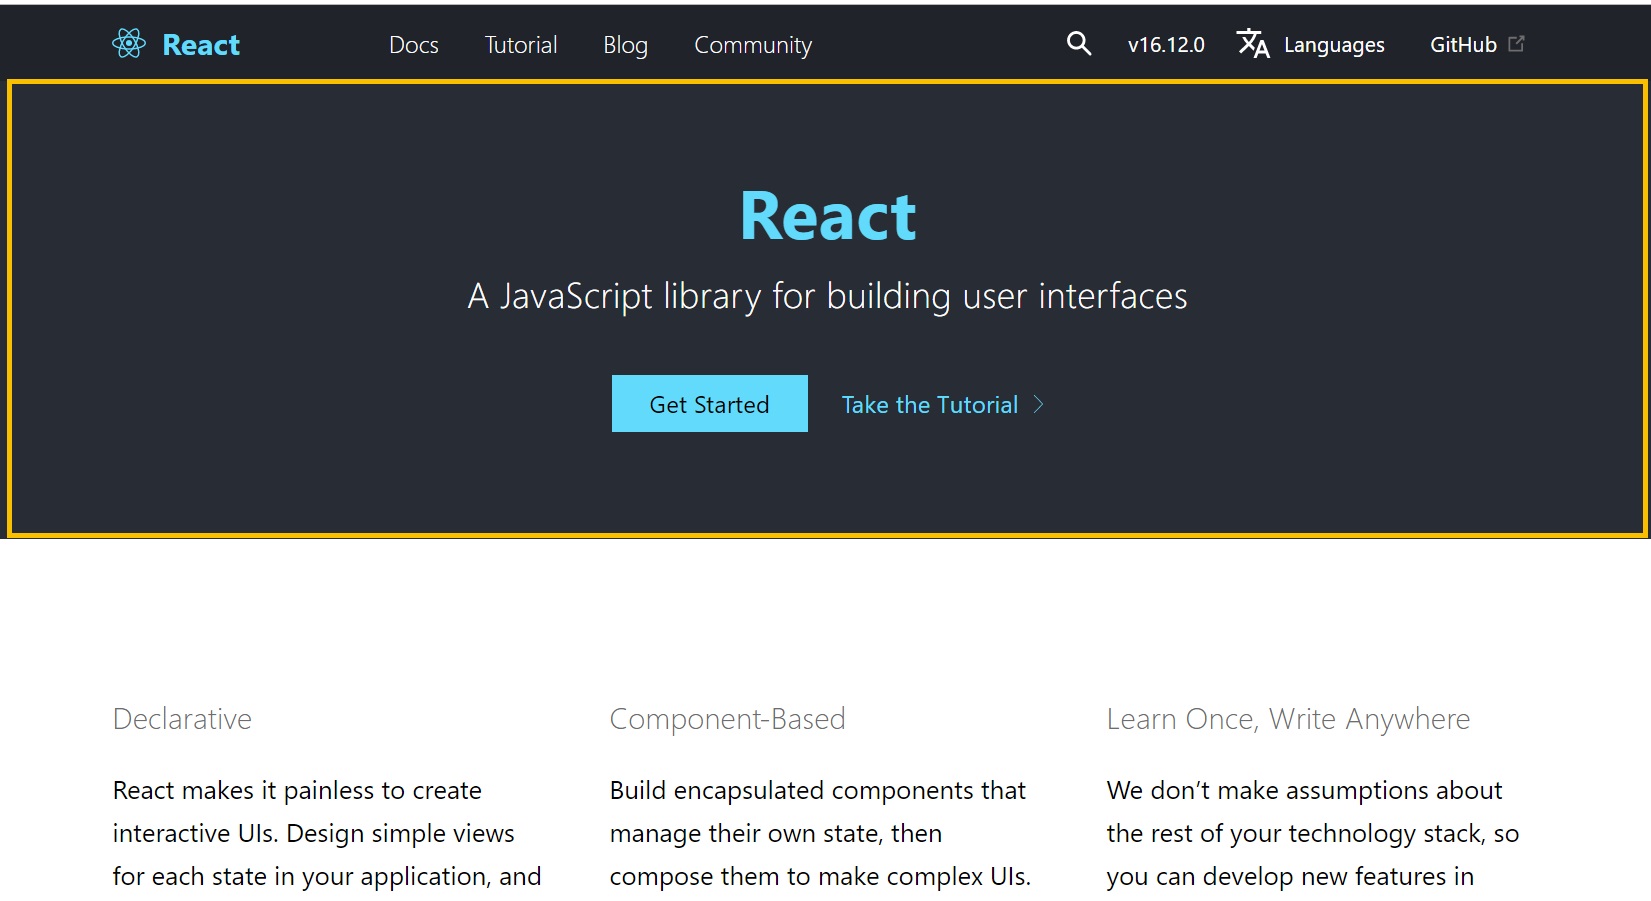 React Docs Tutorial Blog Community v16.12.0 Languages GitHub
React
A JavaScript library for building user interfaces
Get Started Take the Tutorial
Declarative
React makes it painless to create
interactive UIs. Design simple views
for each state in your application, and
Component-Based
Build encapsulated components that
manage their own state, then
compose them to make complex UIs.
Learn Once, Write Anywhere
We don’t make assumptions about
the rest of your technology stack, so
you can develop new features in